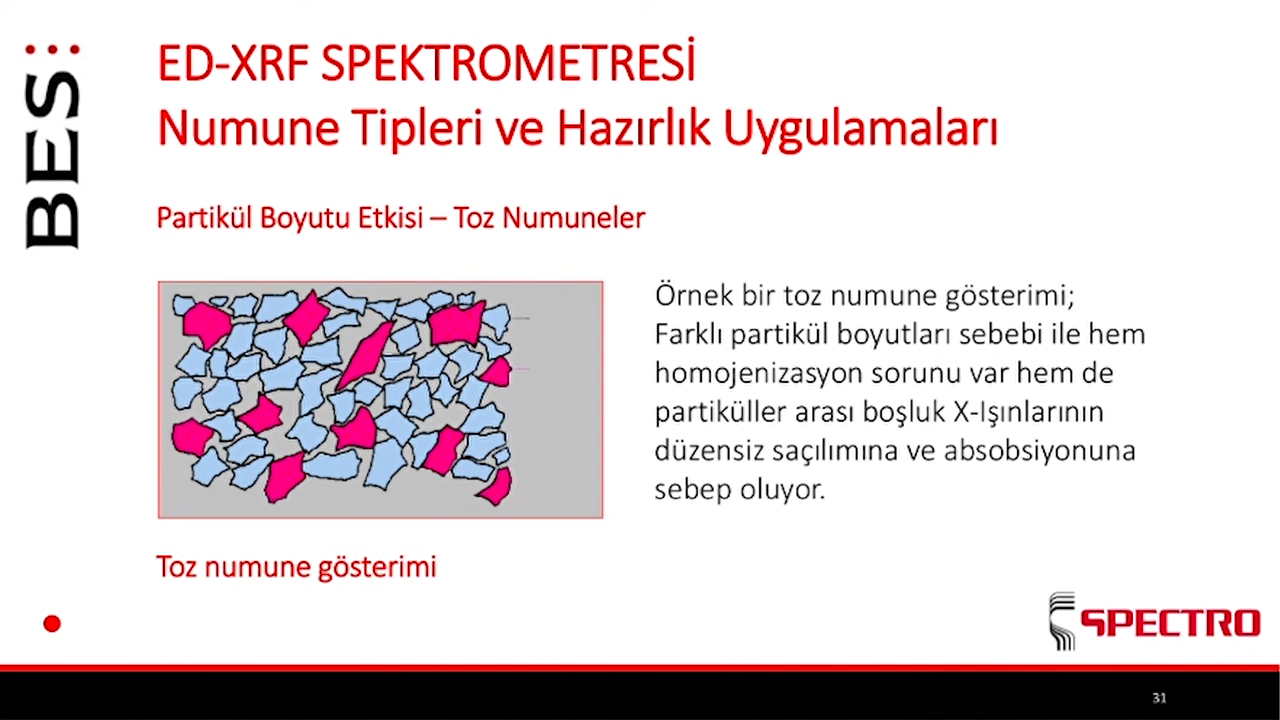 BES
ED-XRF SPEKTROMETRESİ
Numune Tipleri ve Hazırlık Uygulamaları
Partikül Boyutu Etkisi – Toz Numuneler
Örnek bir toz numune gösterimi;
Farklı partikül boyutları sebebi ile hem
homojenizasyon sorunu var hem de
partiküller arası boşluk X-Işınlarının
düzensiz saçılımına ve absobsiyonuna
sebep oluyor.
Toz numune gösterimi
SPECTRO
31